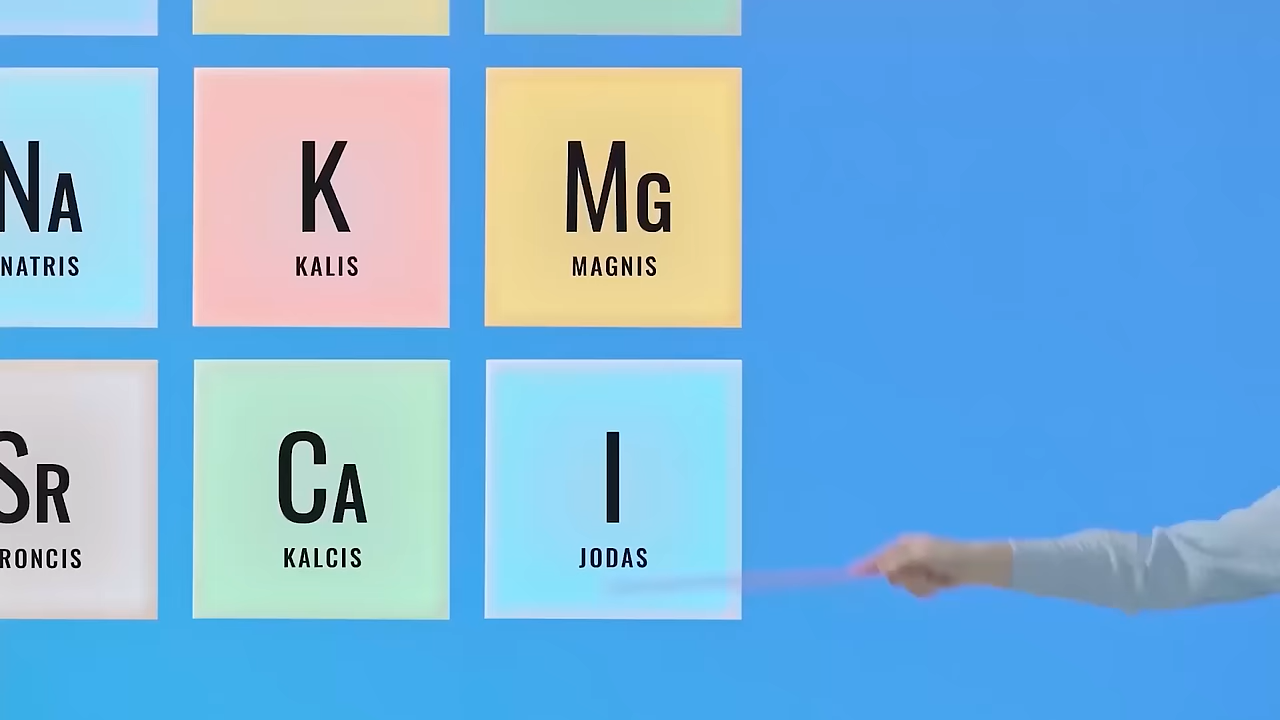 NA
NATRIS
K
KALIS
MG
MAGNIS
SR
RONCIS
CA
KALCIS
I
JODAS